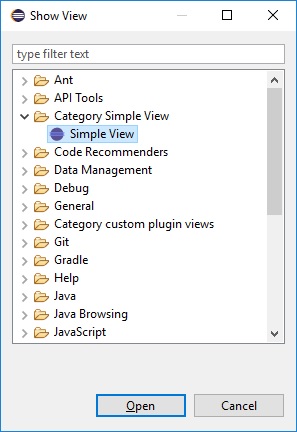 Show View
type filter text
Ant
API Tools
Category Simple View
Simple View
Code Recommenders
Data Management
Debug
General
Category custom plugin views
Git
Gradle
Help
Java
Java Browsing
JavaScript
Open
Cancel